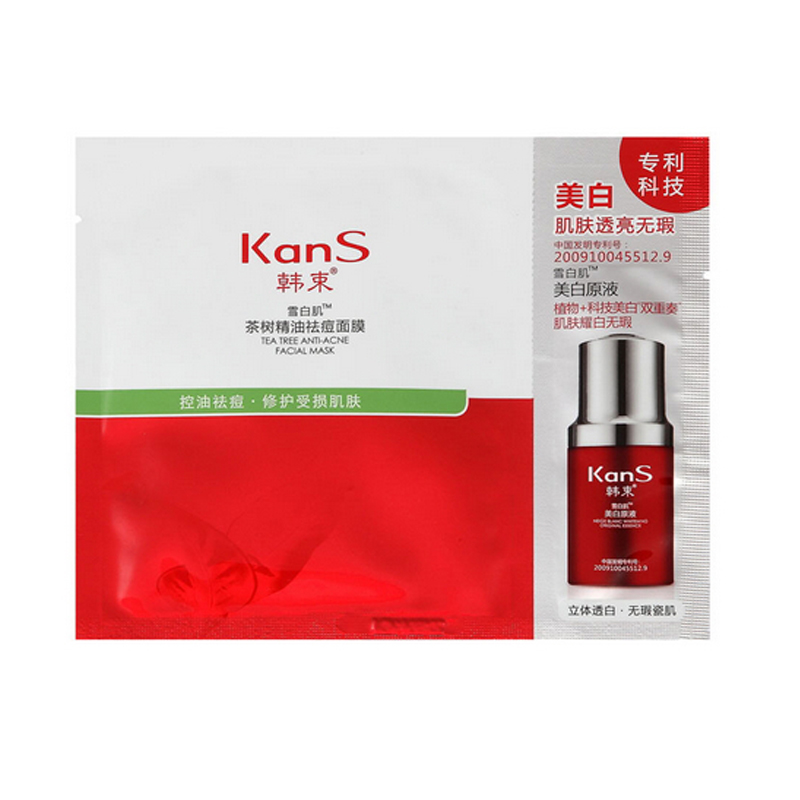 KanS
韩束®
雪白肌™
茶树精油祛痘面膜
TEA TREE ANTI-ACNE
FACIAL MASK
控油祛痘·修护受损肌肤
专利
科技
美白
肌肤透亮无瑕
中国发明专利号：
200910045512.9
雪白肌™
美白原液
植物+科技美白"双重奏"
肌肤耀白无瑕
KanS
韩束®
雪白肌™
美白原液
ORIGINAL ESSENCE
中国发明专利号:
200910045512.9
立体透白·无瑕瓷肌